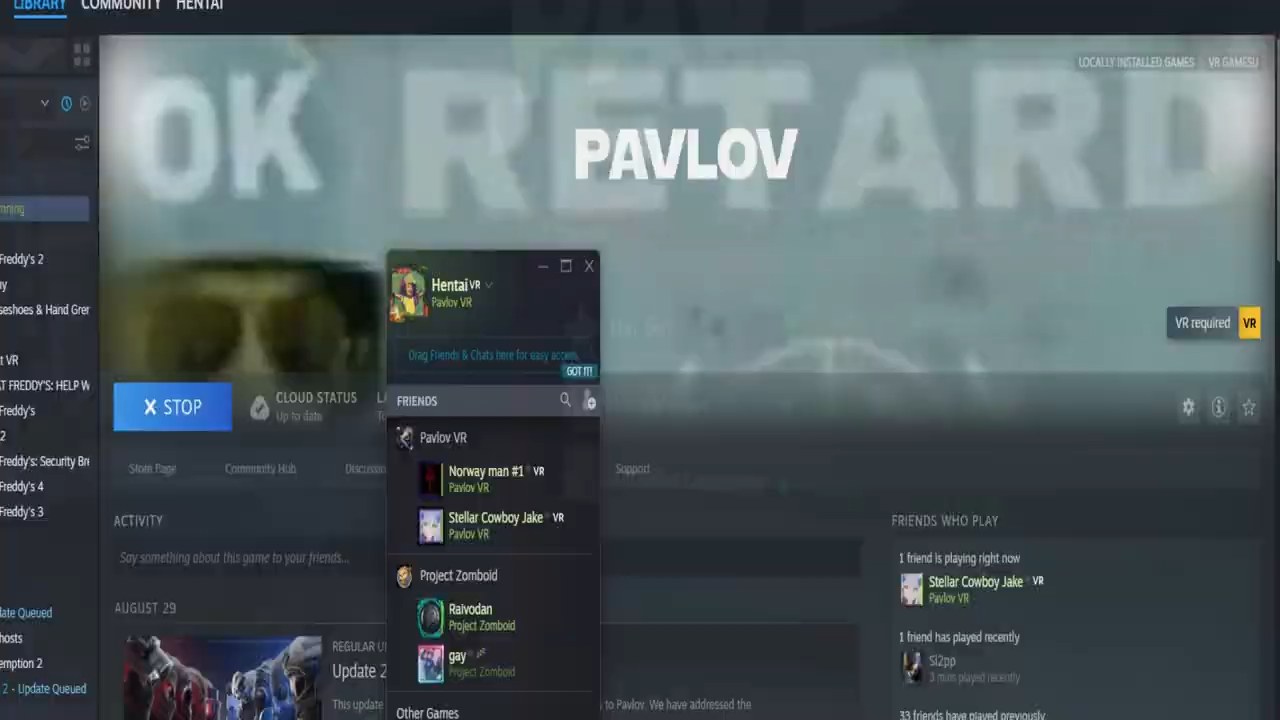 LIBRARY COMMUNITY HENTAI
LOCALLY INSTALLED GAMES VR GAMES
OK RETARD
PAVLOV
Freddy's 2
seshoes & Hand Gren
t VR
AT FREDDY'S: HELP W
Freddy's
2
Freddy's: Security Bre
Freddy's 4
Freddy's 3
date Queued
hosts
emption 2
2 - Update Queued
Hentai VR
Pavlov VR
Drag Friends & Chats here for easy access
GOT IT!
VR required VR
X STOP
CLOUD STATUS
Up to date
FRIENDS
Pavlov VR
Norway man #1 VR
Pavlov VR
Stellar Cowboy Jake VR
Pavlov VR
Project Zomboid
Raivodan
Project Zomboid
gay
Project Zomboid
Other Games
Store Page Community Hub Support
ACTIVITY
Say something about this game to your friends...
AUGUST 29
REGULAR U
Update 2
This update
to Pavlov. We have addressed the
FRIENDS WHO PLAY
1 friend is playing right now
Stellar Cowboy Jake VR
Pavlov VR
1 friend has played recently
Si2pp
3 mins played recently
33 friends have played previously